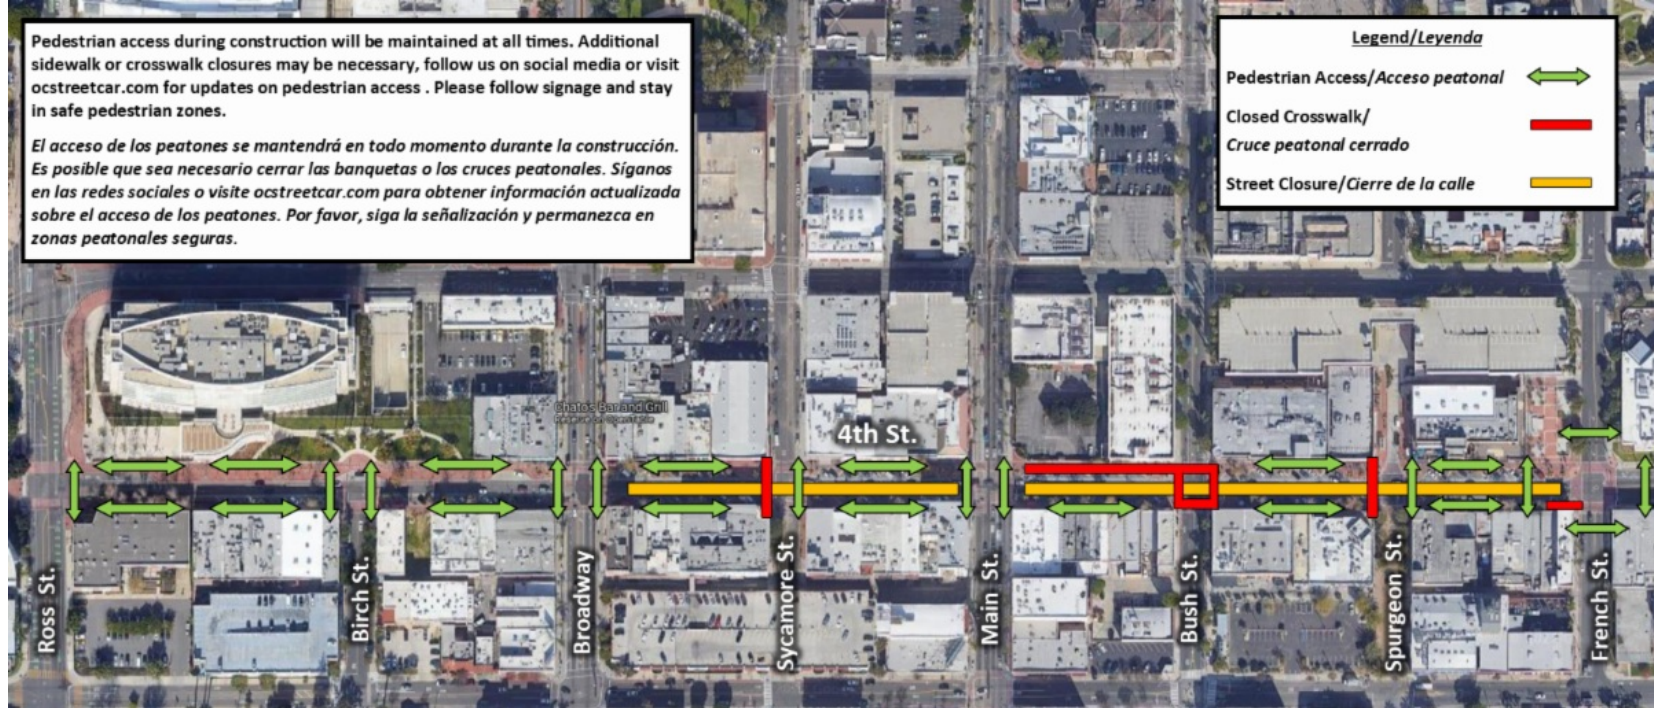 Pedestrian access during construction will be maintained at all times. Additional
sidewalk or crosswalk closures may be necessary, follow us on social media or visit
ocstreetcar.com for updates on pedestrian access . Please follow signage and stay
in safe pedestrian zones.
El acceso de los peatones se mantendrá en todo momento durante la construcción.
Es posible que sea necesario cerrar las banquetas o los cruces peatonales. Síganos
en las redes sociales o visite ocstreetcar.com para obtener información actualizada
sobre el acceso de los peatones. Por favor, siga la señalización y permanezca en
zonas peatonales seguras.
Legend/Leyenda
Pedestrian Access/Acceso peatonal
Closed Crosswalk/
Cruce peatonal cerrado
Street Closure/Cierre de la calle
Chato's Bar and Grill
4th St.
Ross St.
Birch St.
Broadway
Sycamore St.
Main St.
Bush St.
Spurgeon St.
French St.